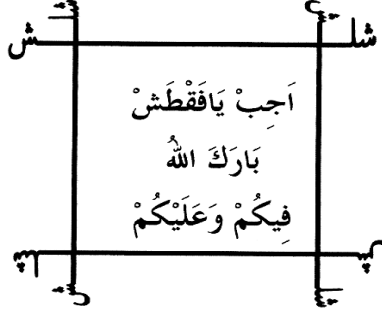 اَجِبْ يَافَقْطَشْ
بَارَكَ اللهُ
فِيكُمْ وَعَلَيْكُمْ